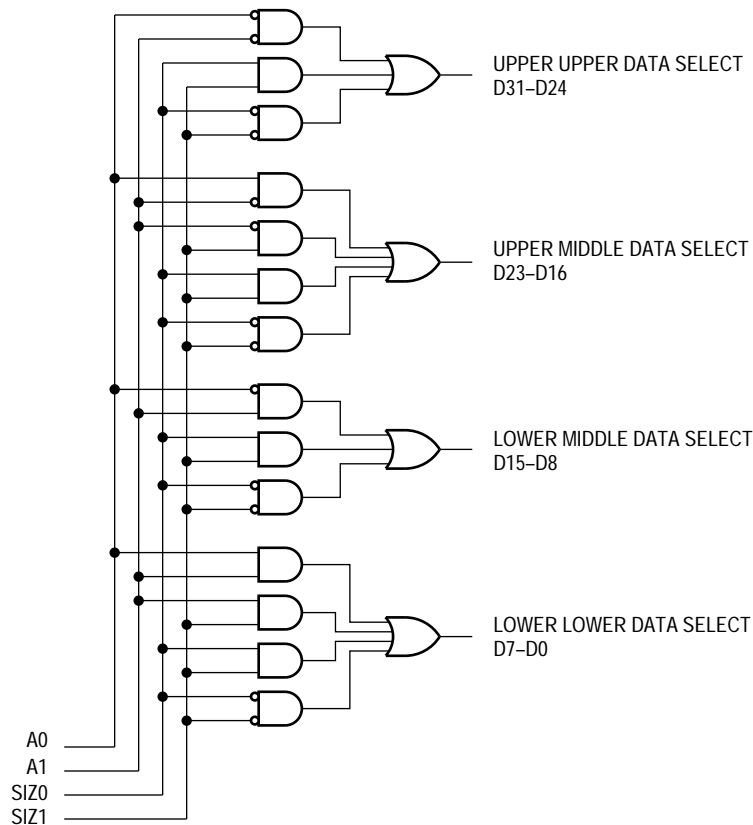 UPPER UPPER DATA SELECT
D31–D24
UPPER MIDDLE DATA SELECT
D23–D16
LOWER MIDDLE DATA SELECT
D15–D8
LOWER LOWER DATA SELECT
D7–D0
A0
A1
SIZ0
SIZ1